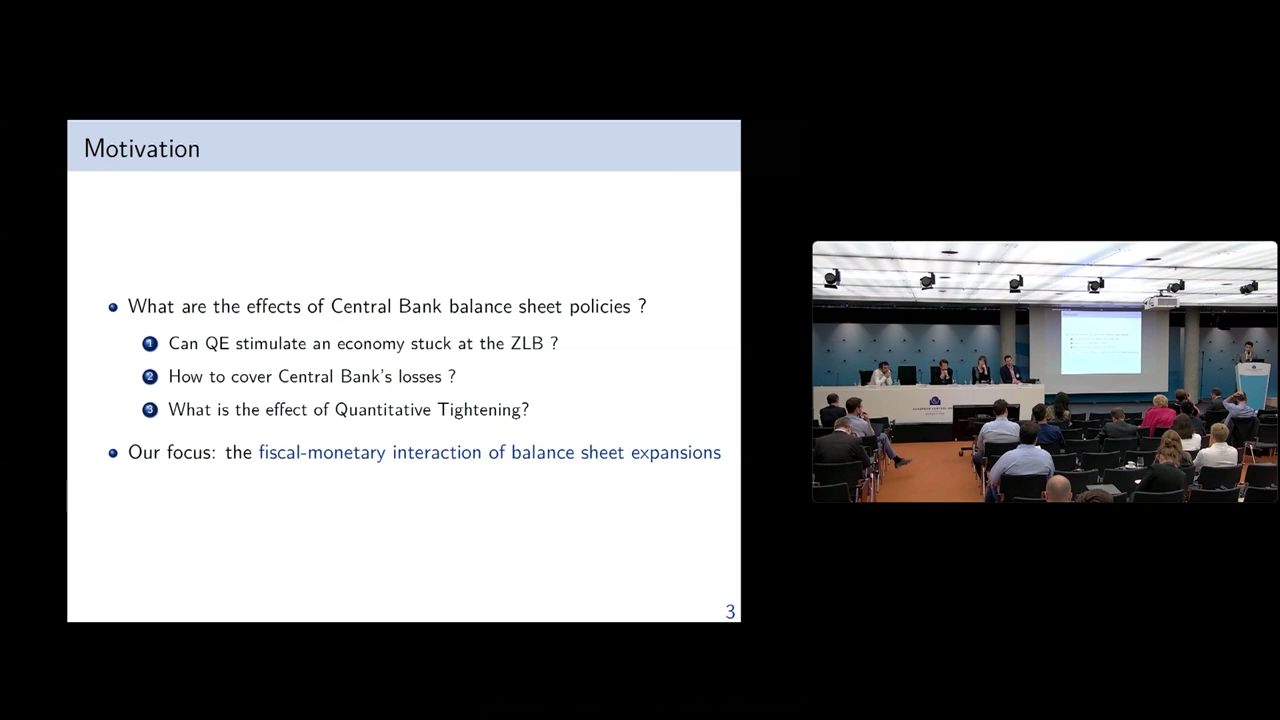 Motivation
What are the effects of Central Bank balance sheet policies ?
1 Can QE stimulate an economy stuck at the ZLB ?
2 How to cover Central Bank's losses ?
3 What is the effect of Quantitative Tightening?
Our focus: the fiscal-monetary interaction of balance sheet expansions
3